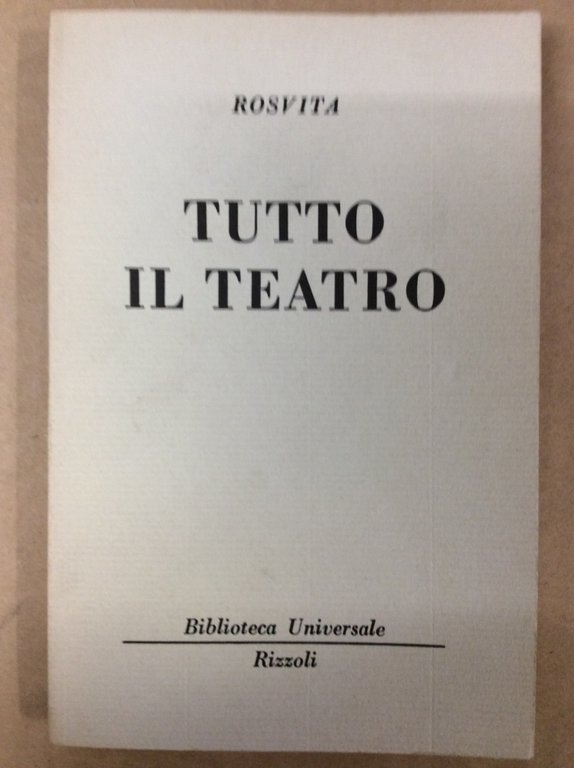 ROSVITA
TUTTO
IL TEATRO
Biblioteca Universale
Rizzoli